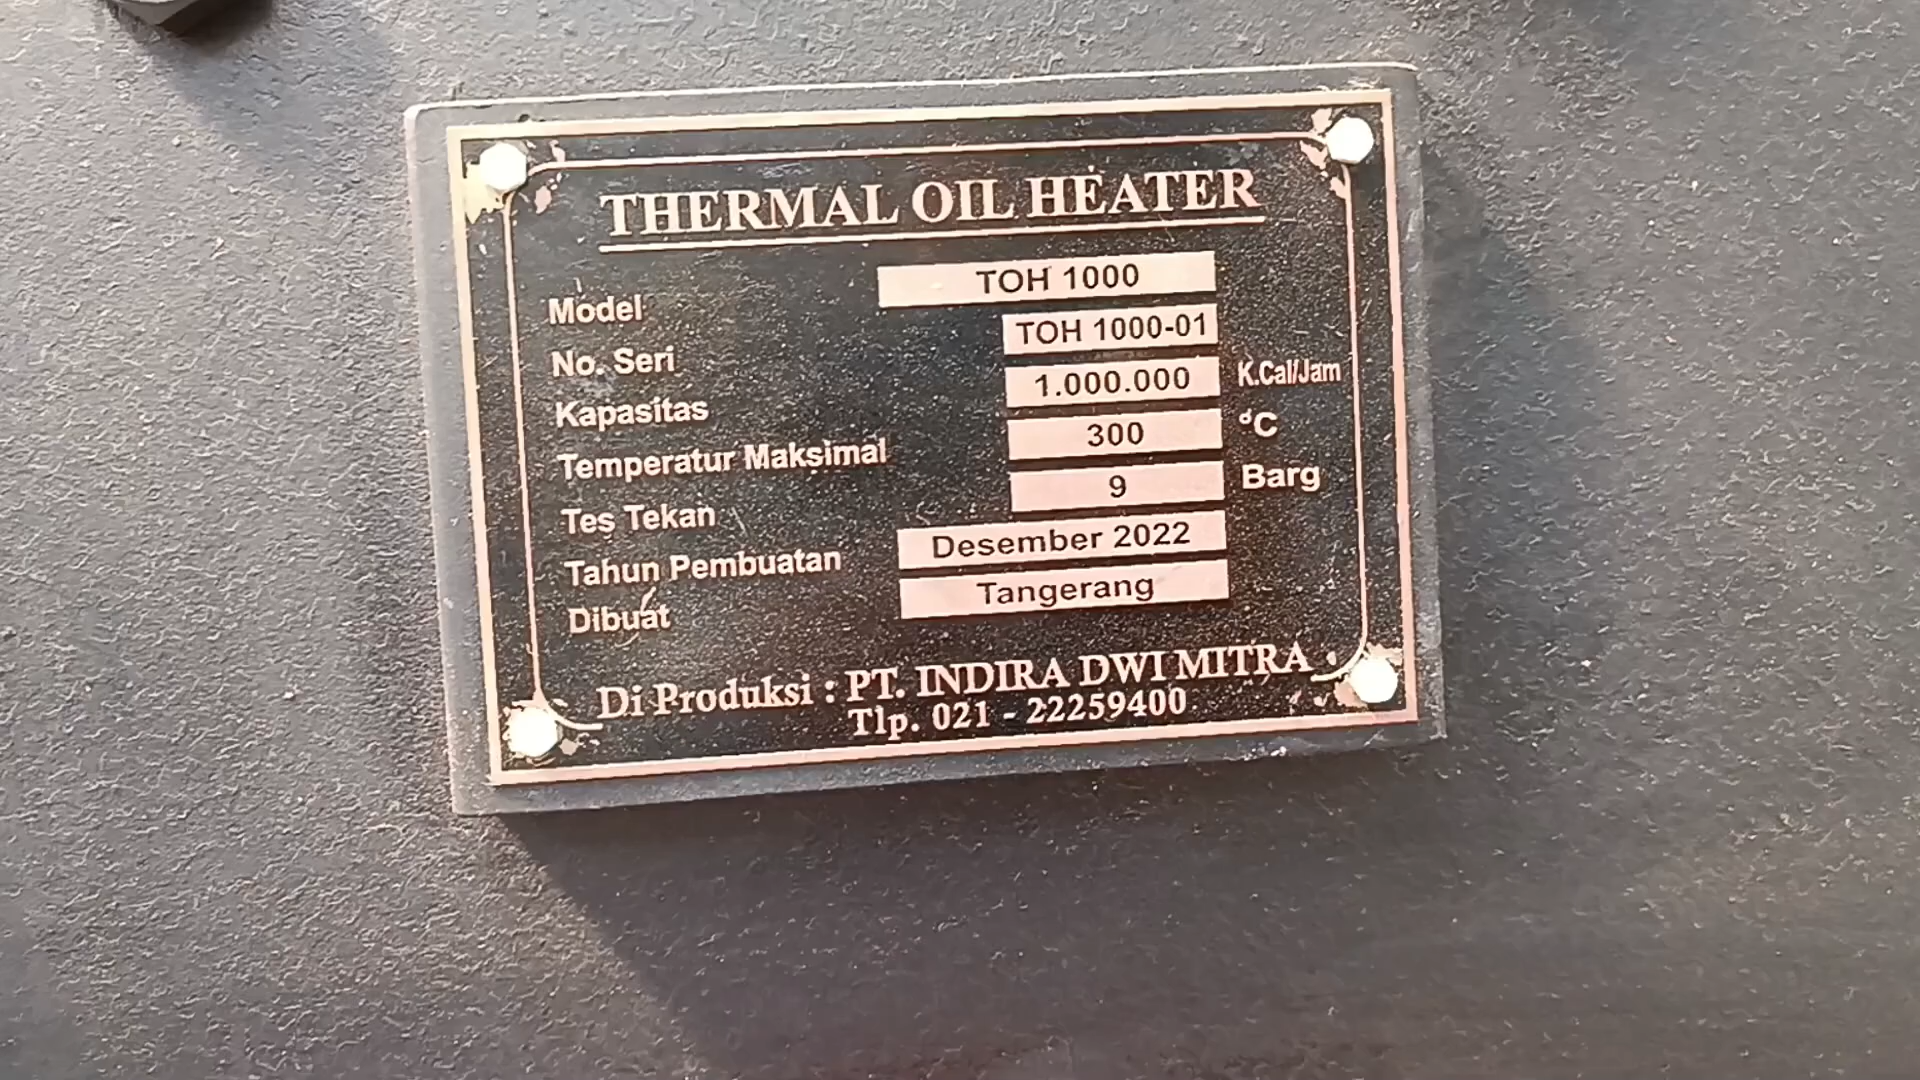 THERMAL OIL HEATER
Model TOH 1000
No. Seri TOH 1000-01
Kapasitas 1.000.000 K.Cal/Jam
Temperatur Maksimal 300 °C
Tes Tekan 9 Barg
Tahun Pembuatan Desember 2022
Dibuat Tangerang
Di Produksi : PT. INDIRA DWI MITRA
Tlp. 021 - 22259400